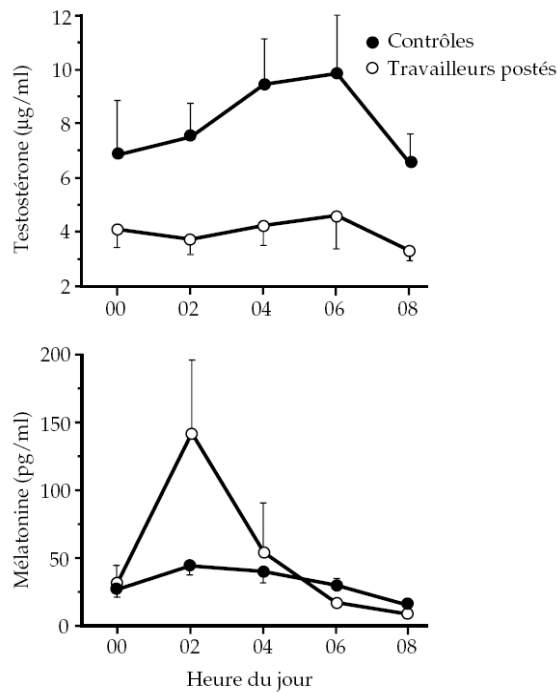 Contrôles
Travailleurs postés
Testostérone (µg/ml)
12
10
8
6
4
2
00 02 04 06 08
Mélatonine (pg/ml)
200
150
100
50
0
00 02 04 06 08
Heure du jour